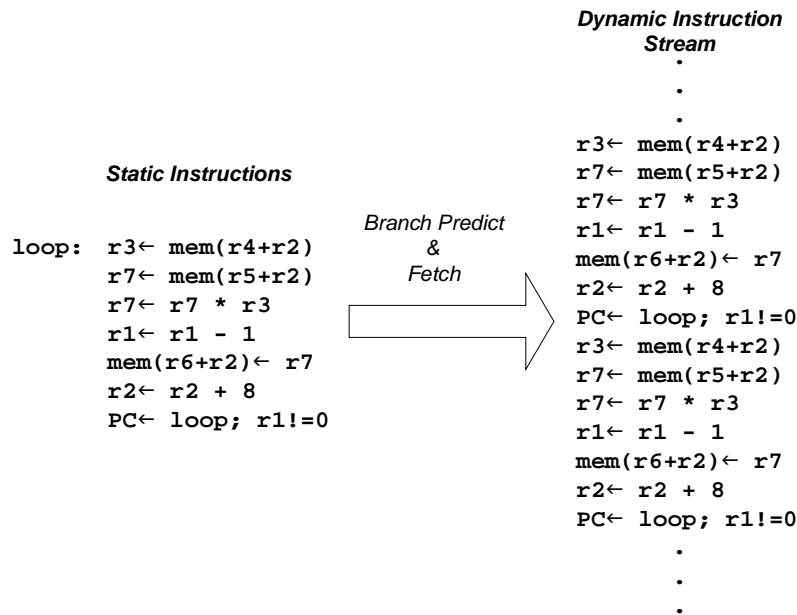 Dynamic Instruction
Stream
.
.
.
r3← mem(r4+r2)
r7← mem(r5+r2)
r7← r7 * r3
r1← r1 - 1
mem(r6+r2)← r7
r2← r2 + 8
PC← loop; r1!=0
r3← mem(r4+r2)
r7← mem(r5+r2)
r7← r7 * r3
r1← r1 - 1
mem(r6+r2)← r7
r2← r2 + 8
PC← loop; r1!=0
.
.
.
Static Instructions
loop: r3← mem(r4+r2)
r7← mem(r5+r2)
r7← r7 * r3
r1← r1 - 1
mem(r6+r2)← r7
r2← r2 + 8
PC← loop; r1!=0
Branch Predict
&
Fetch